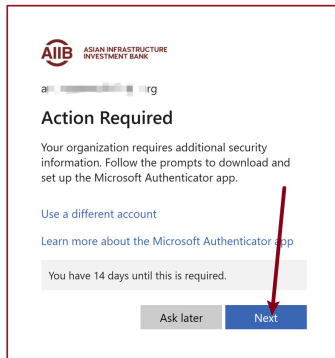 AIIB
ASIAN INFRASTRUCTURE
INVESTMENT BANK
Action Required
Your organization requires additional security
information. Follow the prompts to download and
set up the Microsoft Authenticator app.
Use a different account
Learn more about the Microsoft Authenticator app
You have 14 days until this is required.
Ask later
Next